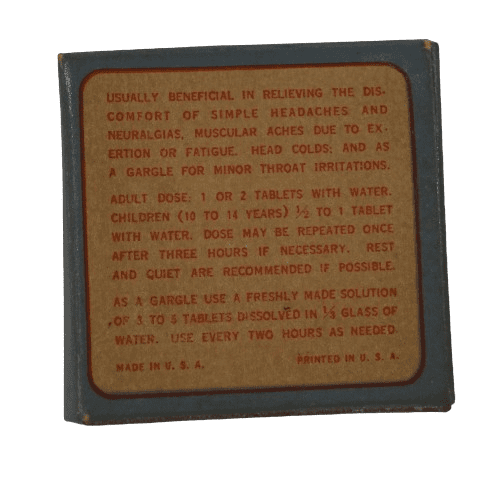 USUALLY BENEFICIAL IN RELIEVING THE DIS-
COMFORT OF SIMPLE HEADACHES AND
NEURALGIAS, MUSCULAR ACHES DUE TO EX-
ERTION OR FATIGUE, HEAD COLDS; AND AS
A GARGLE FOR MINOR THROAT IRRITATIONS.
ADULT DOSE: 1 OR 2 TABLETS WITH WATER.
CHILDREN (10 TO 14 YEARS) ½ TO 1 TABLET
WITH WATER. DOSE MAY BE REPEATED ONCE
AFTER THREE HOURS IF NECESSARY. REST
AND QUIET ARE RECOMMENDED IF POSSIBLE.
AS A GARGLE USE A FRESHLY MADE SOLUTION
OF 3 TO 5 TABLETS DISSOLVED IN ⅓ GLASS OF
WATER. USE EVERY TWO HOURS AS NEEDED
MADE IN U. S. A. PRINTED IN U. S. A.